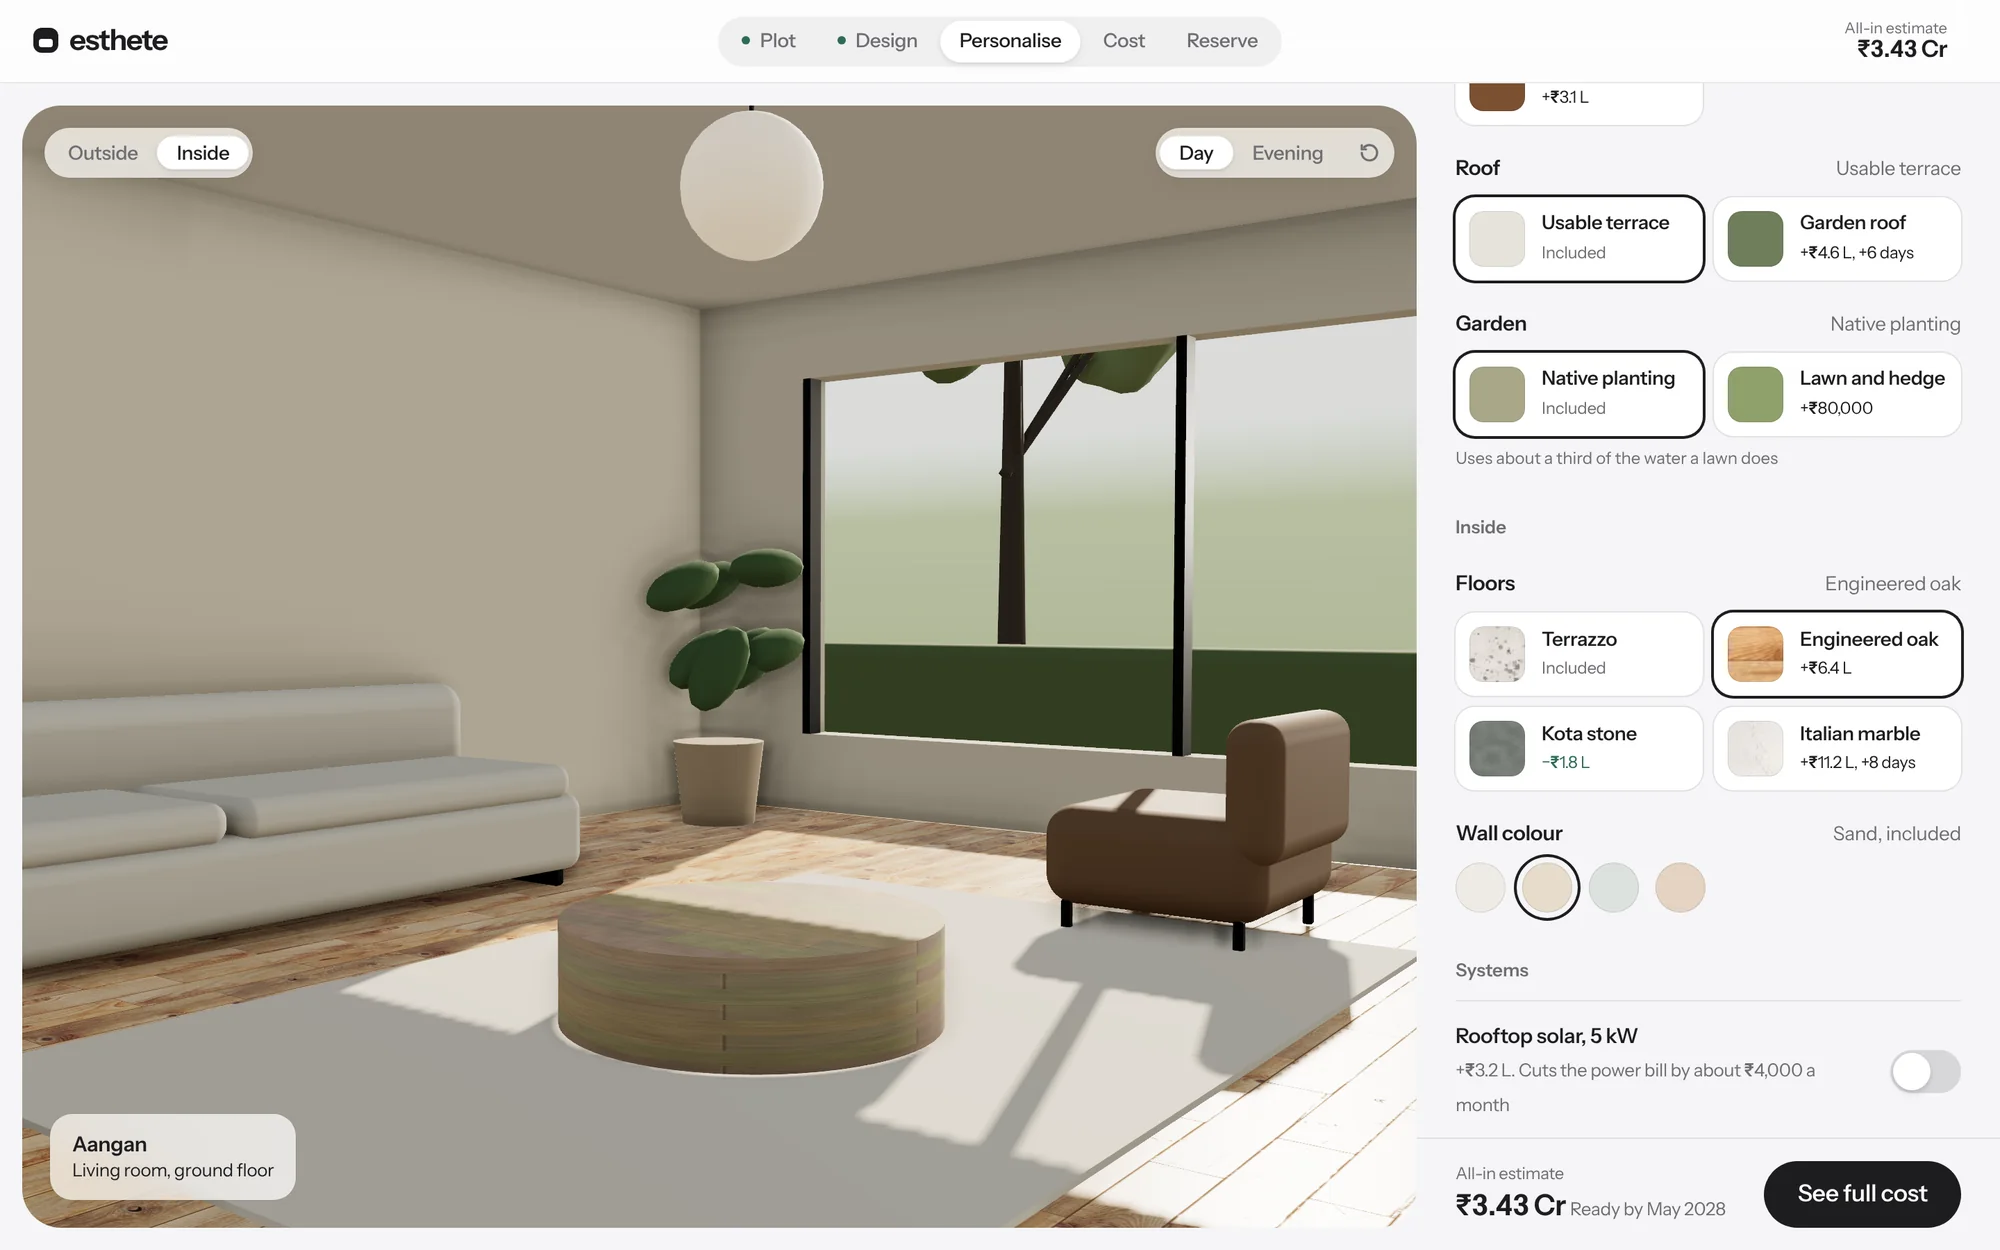 esthete
Plot
Design
Personalise
Cost
Reserve
All-in estimate
₹3.43 Cr
Outside
Inside
Day
Evening
Aangan
Living room, ground floor
+₹3.1 L
Roof
Usable terrace
Usable terrace
Included
Garden roof
+₹4.6 L, +6 days
Garden
Native planting
Native planting
Included
Lawn and hedge
+₹80,000
Uses about a third of the water a lawn does
Inside
Floors
Engineered oak
Terrazzo
Included
Engineered oak
+₹6.4 L
Kota stone
−₹1.8 L
Italian marble
+₹11.2 L, +8 days
Wall colour
Sand, included
Systems
Rooftop solar, 5 kW
+₹3.2 L. Cuts the power bill by about ₹4,000 a
month
All-in estimate
₹3.43 Cr Ready by May 2028
See full cost